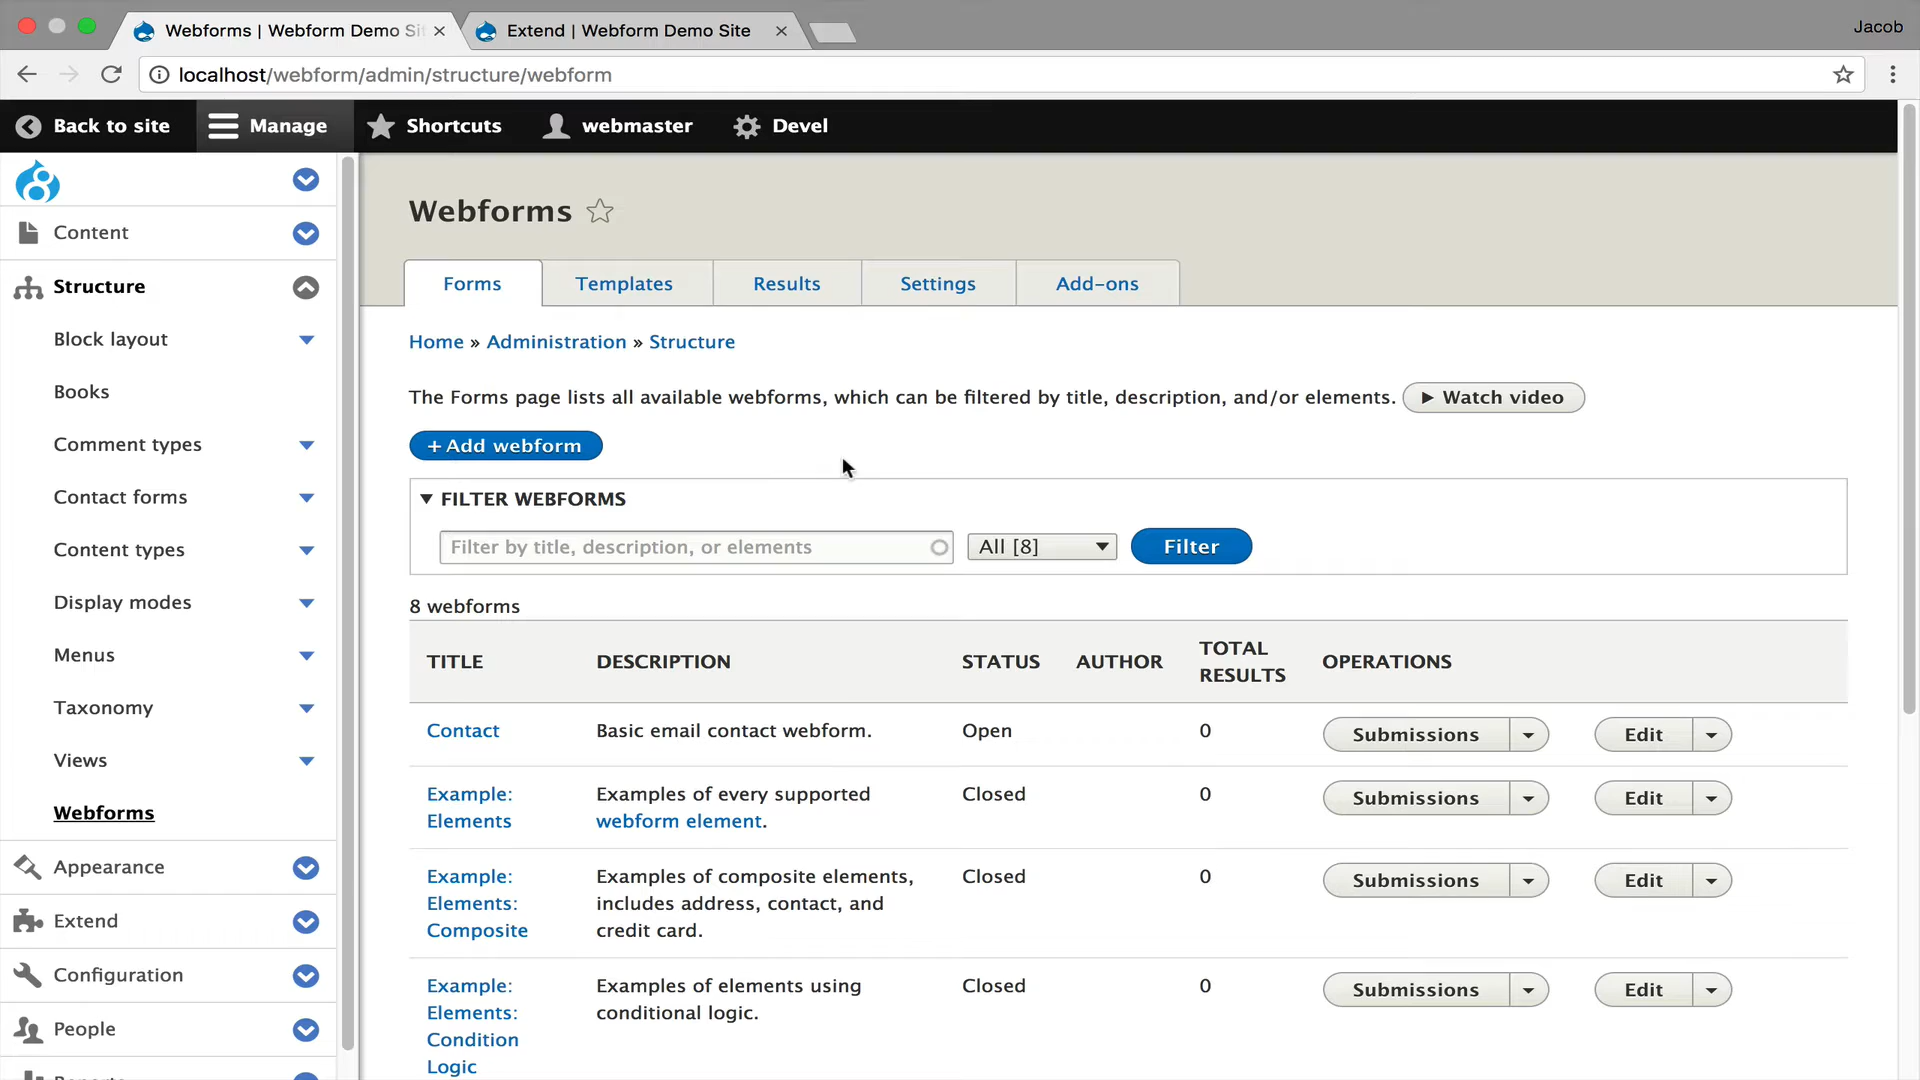 Webforms | Webform Demo Si
Extend | Webform Demo Site
Jacob
localhost/webform/admin/structure/webform
Back to site
Manage
Shortcuts
webmaster
Devel
Content
Structure
Block layout
Books
Comment types
Contact forms
Content types
Display modes
Menus
Taxonomy
Views
Webforms
Appearance
Extend
Configuration
People
Webforms
Forms
Templates
Results
Settings
Add-ons
Home » Administration » Structure
The Forms page lists all available webforms, which can be filtered by title, description, and/or elements.
Watch video
+ Add webform
FILTER WEBFORMS
Filter by title, description, or elements
All [8]
Filter
8 webforms
TITLE
DESCRIPTION
STATUS
AUTHOR
TOTAL
RESULTS
OPERATIONS
Contact
Basic email contact webform.
Open
0
Submissions
Edit
Example:
Elements
Examples of every supported
webform element.
Closed
0
Submissions
Edit
Example:
Elements:
Composite
Examples of composite elements,
includes address, contact, and
credit card.
Closed
0
Submissions
Edit
Example:
Elements:
Condition
Logic
Examples of elements using
conditional logic.
Closed
0
Submissions
Edit